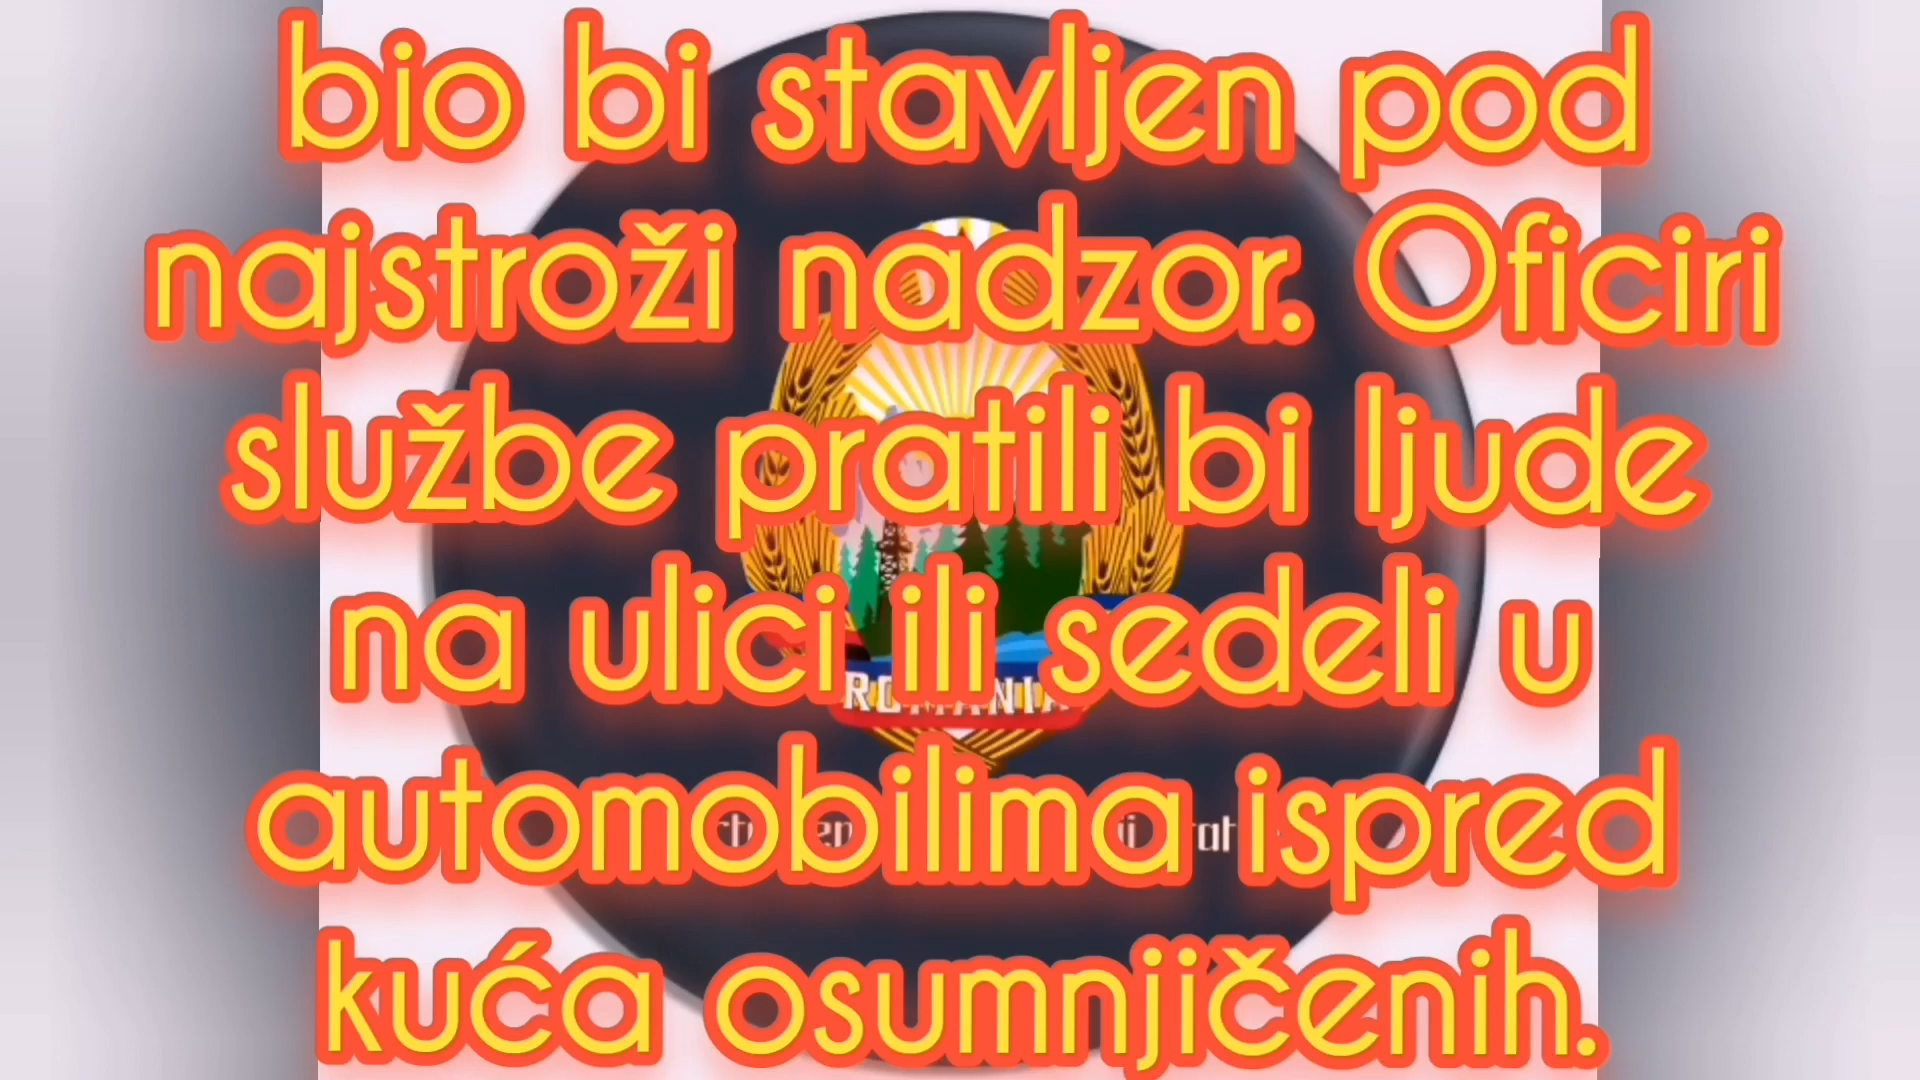 bio bi stavljen pod
najstroži nadzor. Oficiri
službe pratili bi ljude
na ulici ili sedeli u
ROMANIA
automobilima ispred
kuća osumnjičenih.